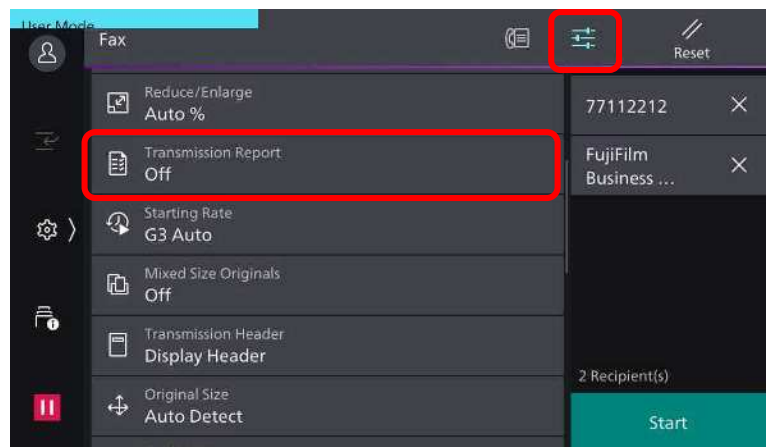 User Mode
Fax
Reset
Reduce/Enlarge
Auto %
Transmission Report
Off
Starting Rate
G3 Auto
Mixed Size Originals
Off
Transmission Header
Display Header
Original Size
Auto Detect
77112212
FujiFilm
Business ...
2 Recipient(s)
Start